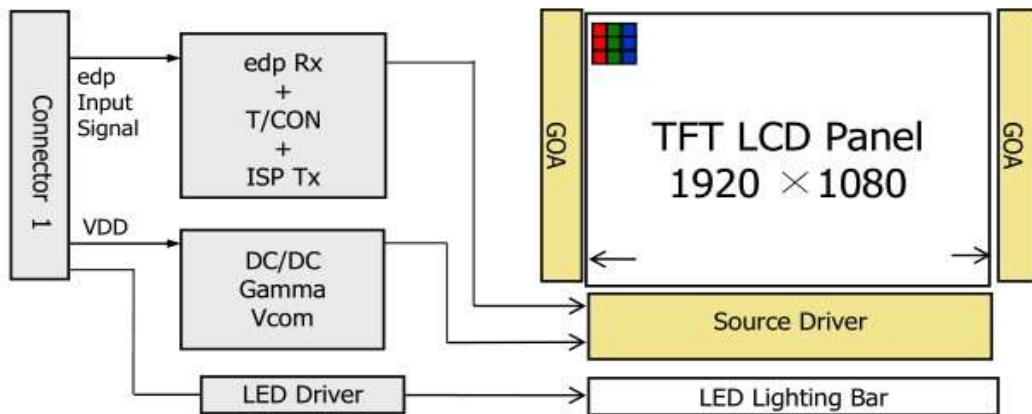 Connector 1
edp
Input
Signal
VDD
edp Rx
+
T/CON
+
ISP Tx
DC/DC
Gamma
Vcom
LED Driver
GOA
TFT LCD Panel
1920 ×1080
GOA
Source Driver
LED Lighting Bar